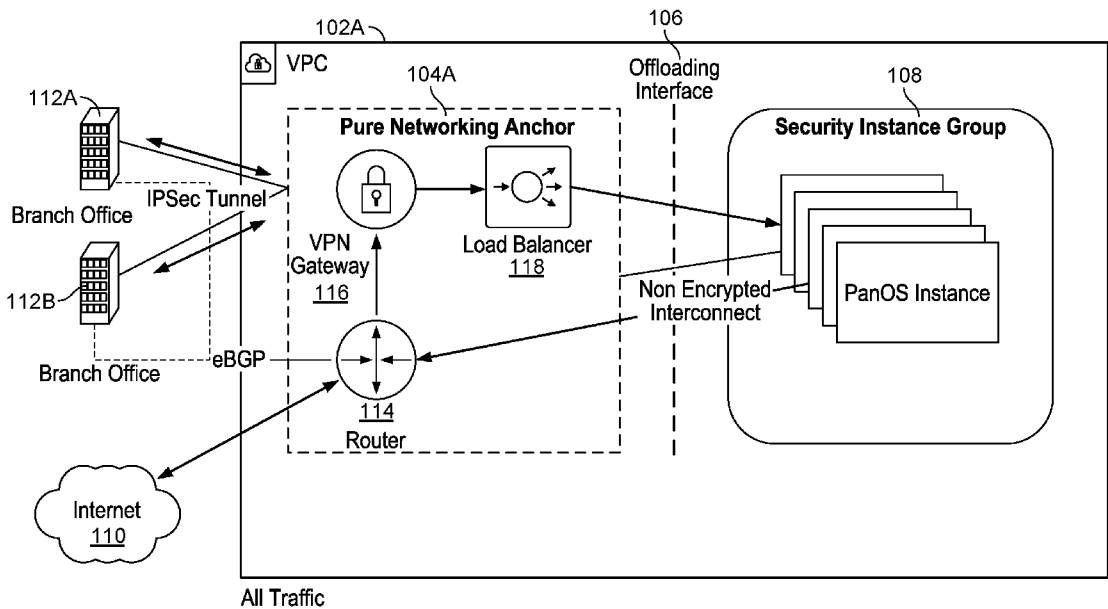 102A
106
VPC
104A
Offloading
Interface
108
112A
Pure Networking Anchor
Security Instance Group
IPSec Tunnel
Branch Office
VPN
Gateway
116
Load Balancer
118
112B
Non Encrypted
Interconnect
PanOS Instance
eBGP
Branch Office
114
Router
Internet
110
All Traffic